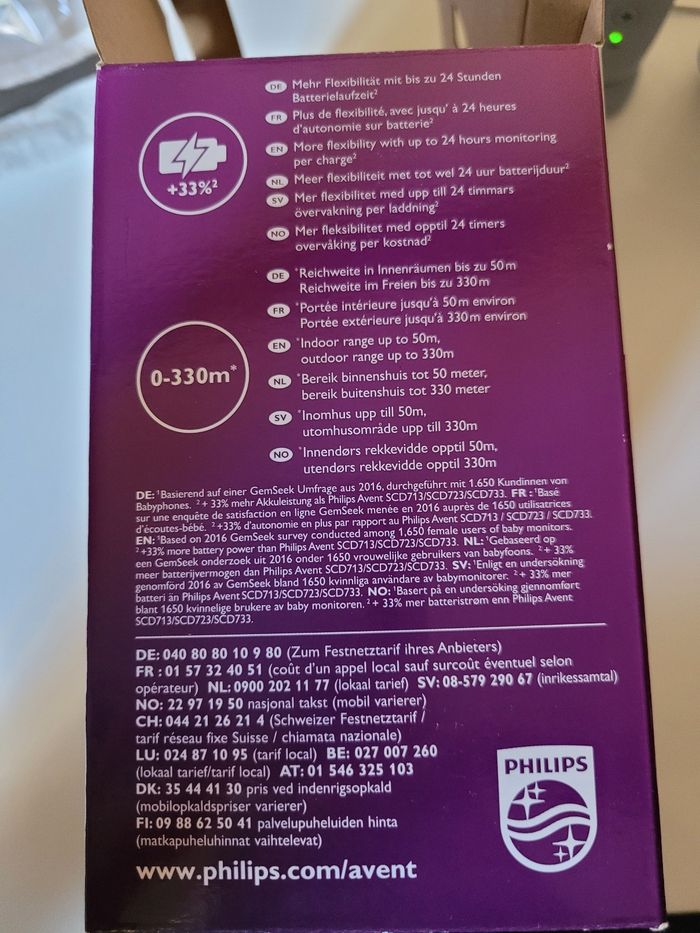 +33%²
DE Mehr Flexibilität mit bis zu 24 Stunden
Batterielaufzeit²
FR Plus de flexibilité, avec jusqu' à 24 heures
d'autonomie sur batterie²
EN More flexibility with up to 24 hours monitoring
per charge²
NL Meer flexibiliteit met tot wel 24 uur batterijduur²
SV Mer flexibilitet med upp till 24 timmars
övervakning per laddning²
NO Mer fleksibilitet med opptil 24 timers
overvåking per kostnad²
0-330m*
DE *Reichweite in Innenräumen bis zu 50 m
Reichweite im Freien bis zu 330 m
FR *Portée intérieure jusqu'à 50 m environ
Portée extérieure jusqu'à 330 m environ
EN *Indoor range up to 50m,
outdoor range up to 330m
NL *Bereik binnenshuis tot 50 meter,
bereik buitenshuis tot 330 meter
SV *Inomhus upp till 50m,
utomhusområde upp till 330m
NO *Innendørs rekkevidde opptil 50m,
utendørs rekkevidde opptil 330m
DE: ¹Basierend auf einer GemSeek Umfrage aus 2016, durchgeführt mit 1.650 Kundinnen von
Babyphones. ²+ 33% mehr Akkuleistung als Philips Avent SCD713/SCD723/SCD733. FR : ¹Basé
sur une enquête de satisfaction en ligne GemSeek menée en 2016 auprès de 1650 utilisatrices
d'écoutes-bébé. ²+33% d'autonomie en plus par rapport au Philips Avent SCD713 / SCD723 / SCD733.
EN: ¹Based on 2016 GemSeek survey conducted among 1,650 female users of baby monitors.
²+33% more battery power than Philips Avent SCD713/SCD723/SCD733. NL: ¹Gebaseerd op
een GemSeek onderzoek uit 2016 onder 1650 vrouwelijke gebruikers van babyfoons. ²+ 33%
meer batterijvermogen dan Philips Avent SCD713/SCD723/SCD733. SV: ¹Enligt en undersökning
genomförd 2016 av GemSeek bland 1650 kvinnliga användare av babymonitorer. ²+ 33% mer
batteri än Philips Avent SCD713/SCD723/SCD733. NO: ¹Basert på en undersøking gjennomført
blant 1650 kvinnelige brukere av baby monitoren. ²+ 33% mer batteristrøm enn Philips Avent
SCD713/SCD723/SCD733.
DE: 040 80 80 10 9 80 (Zum Festnetztarif ihres Anbieters)
FR : 01 57 32 40 51 (coût d'un appel local sauf surcoût éventuel selon
opérateur) NL: 0900 202 11 77 (lokaal tarief) SV: 08-579 290 67 (inrikessamtal)
NO: 22 97 19 50 nasjonal takst (mobil varierer)
CH: 044 21 26 21 4 (Schweizer Festnetztarif /
tarif réseau fixe Suisse / chiamata nazionale)
LU: 024 87 10 95 (tarif local) BE: 027 007 260
(lokaal tarief/tarif local) AT: 01 546 325 103
DK: 35 44 41 30 pris ved indenrigsopkald
(mobilopkaldspriser varierer)
FI: 09 88 62 50 41 palvelupuheluiden hinta
(matkapuheluhinnat vaihtelevat)
www.philips.com/avent
PHILIPS